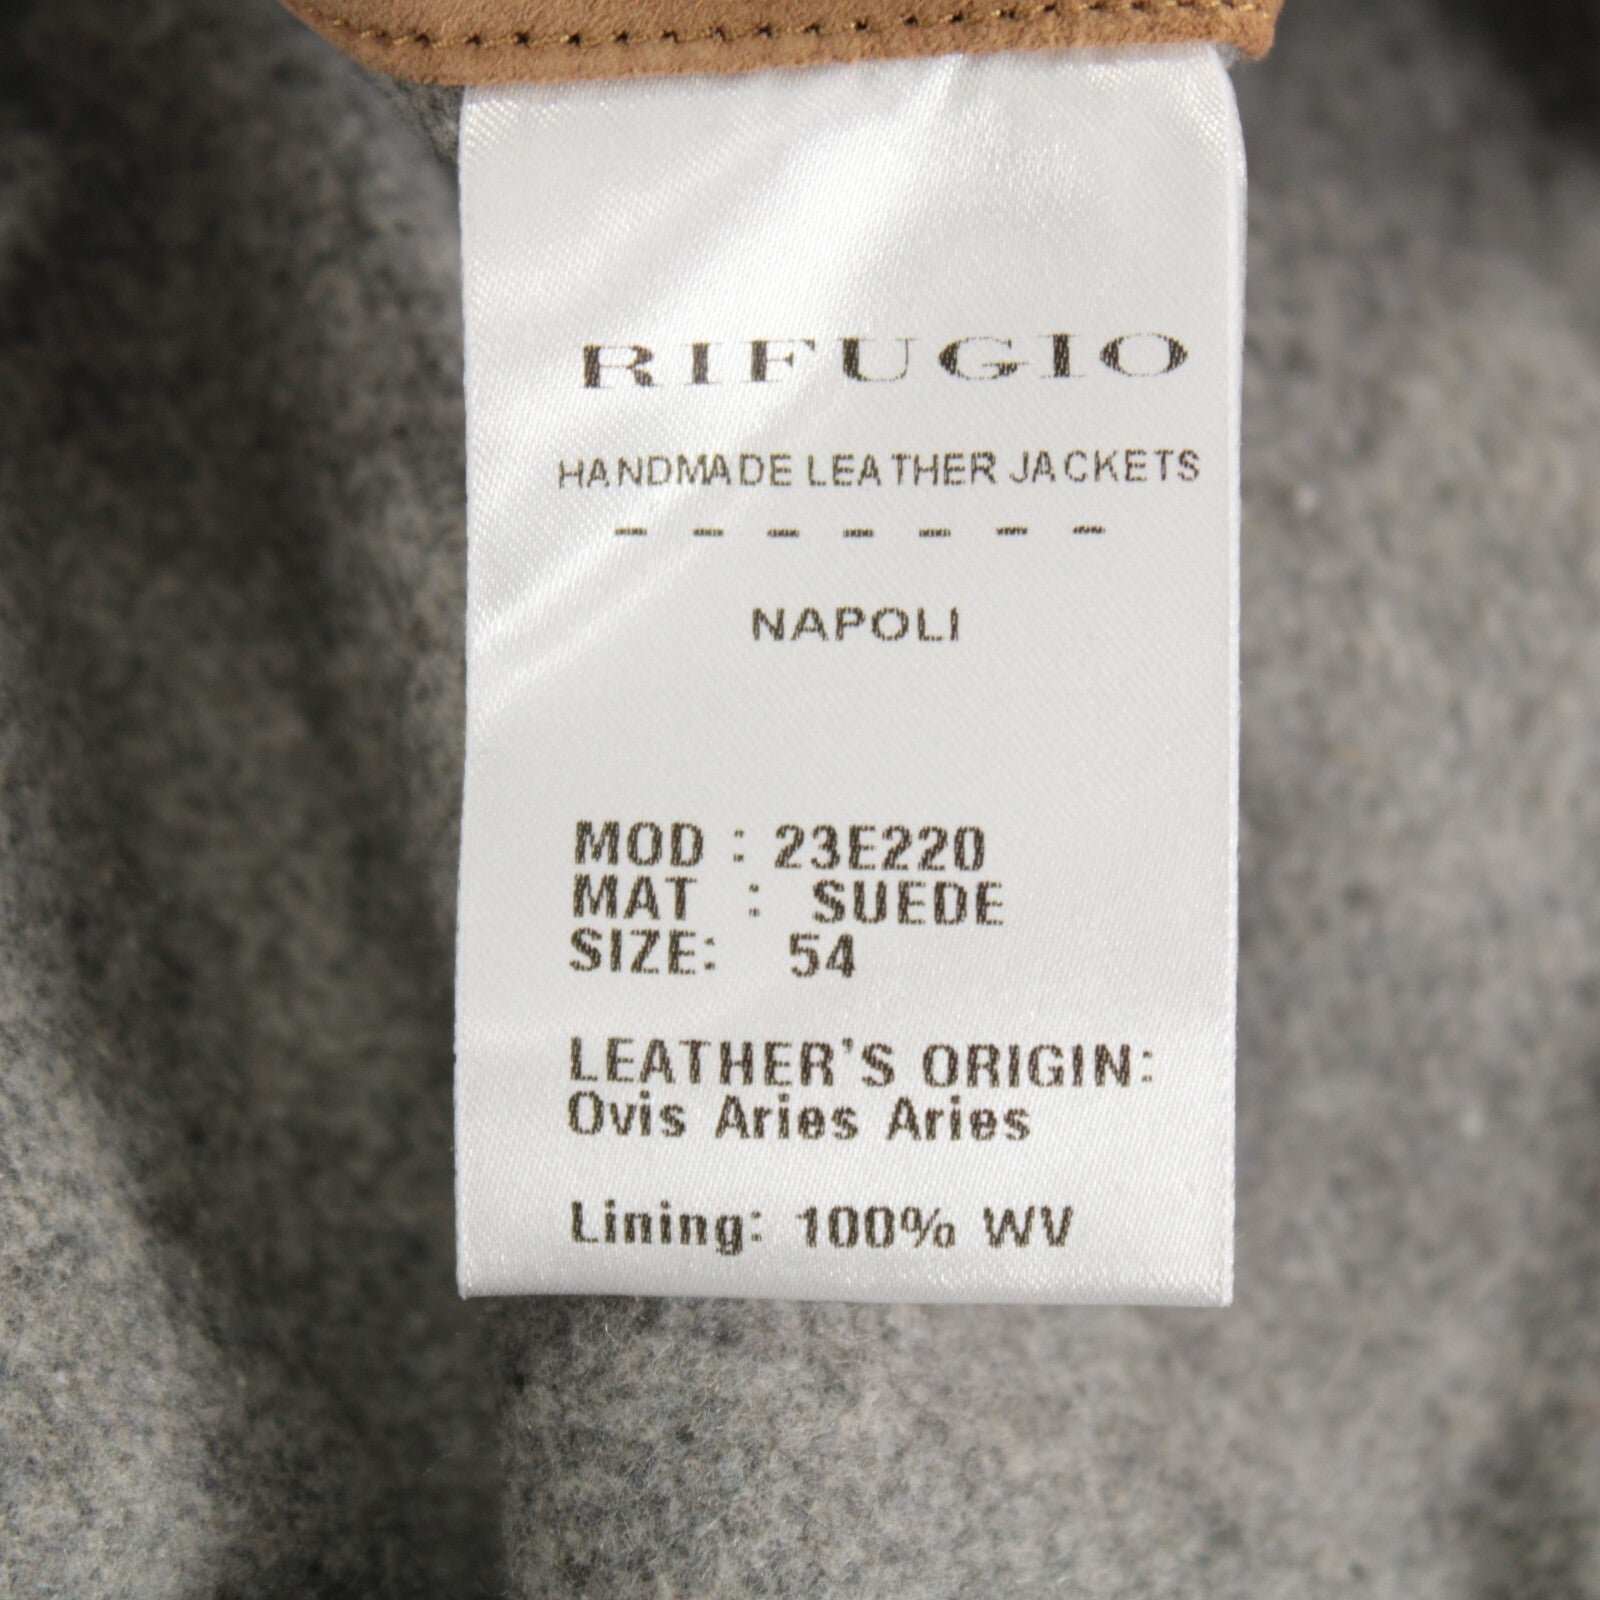 RIFUGIO
HANDMADE LEATHER JACKETS
- - - - - - -
NAPOLI
MOD : 23E220
MAT : SUEDE
SIZE: 54
LEATHER'S ORIGIN:
Ovis Aries Aries
Lining: 100% WV